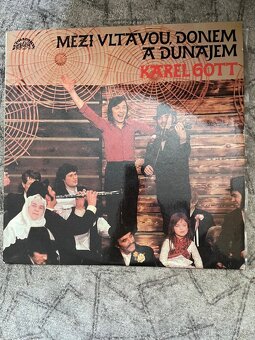 MEZI VLTAVOU, DONEM
A DUNAJEM
KAREL GOTT